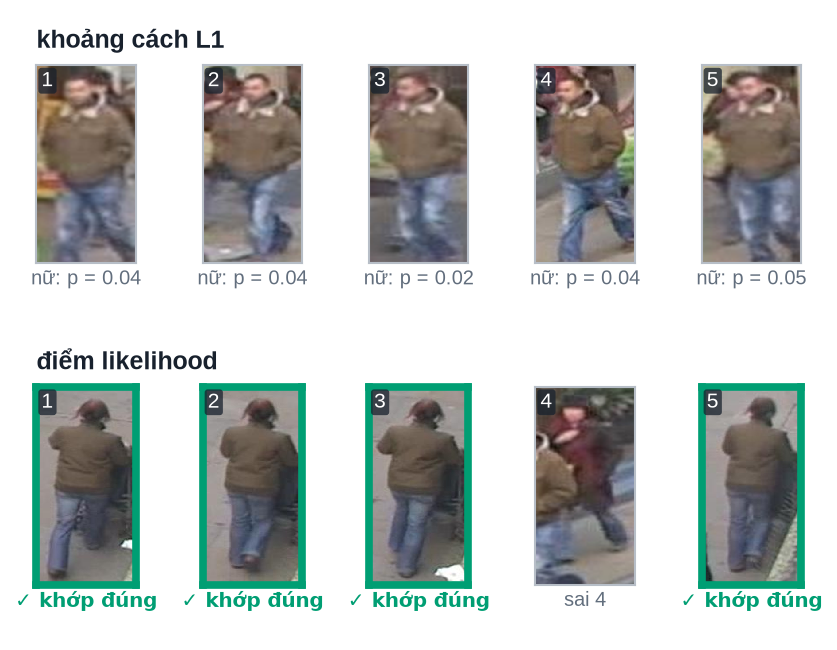 khoảng cách L1
1 2 3 4 5
nữ: p = 0.04 nữ: p = 0.04 nữ: p = 0.02 nữ: p = 0.04 nữ: p = 0.05
điểm likelihood
1 2 3 4 5
✓ khớp đúng ✓ khớp đúng ✓ khớp đúng sai 4 ✓ khớp đúng